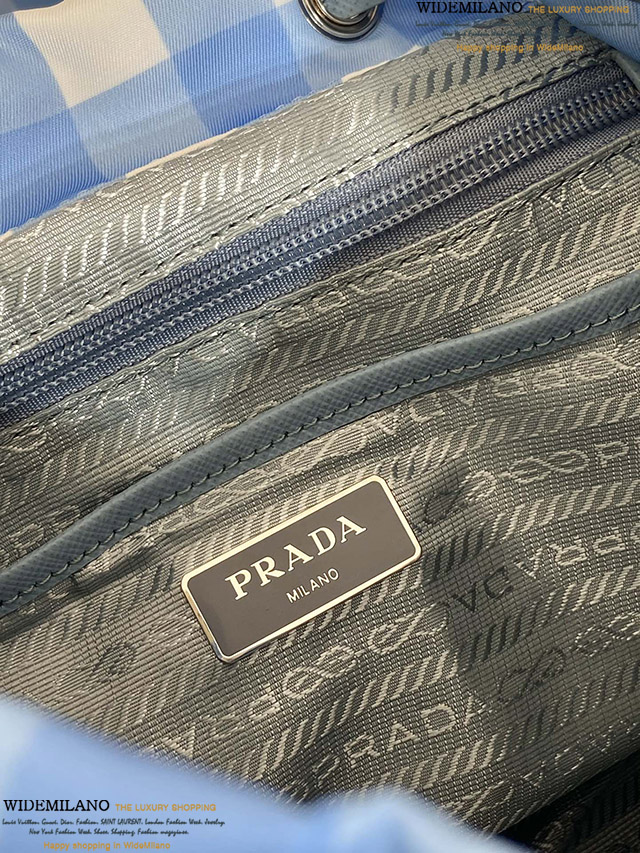 WIDEMILANO THE LUXURY SHOPPING
Happy shopping in WideMilano
PRADA
MILANO
PRADA
WIDEMILANO THE LUXURY SHOPPING
Louis Vuitton, Gucci, Dior, Fashion, SAINT LAURENT, London Fashion Week, Jewelry,
New York Fashion Week, Shoes, Shopping, Fashion magazines.
Happy shopping in WideMilano